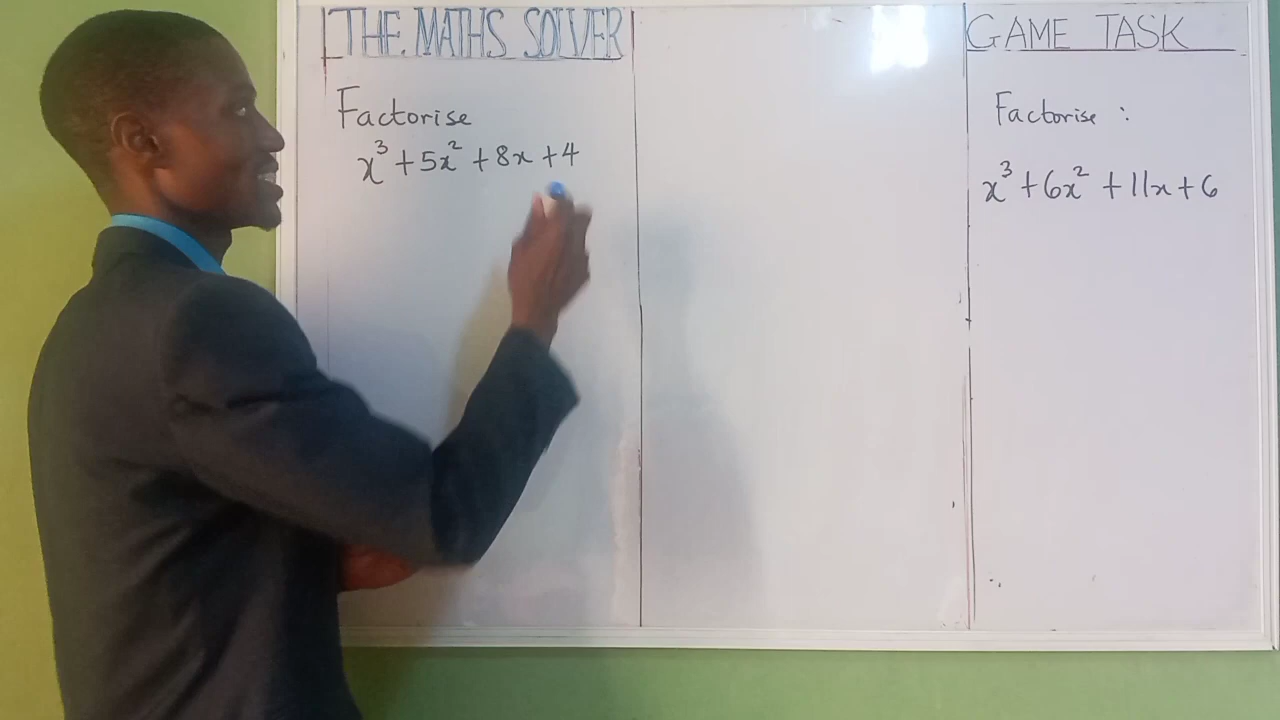 THE MATHS SOLVER
Factorise
x³ + 5x² + 8x + 4
GAME TASK
Factorise :
x³ + 6x² + 11x + 6